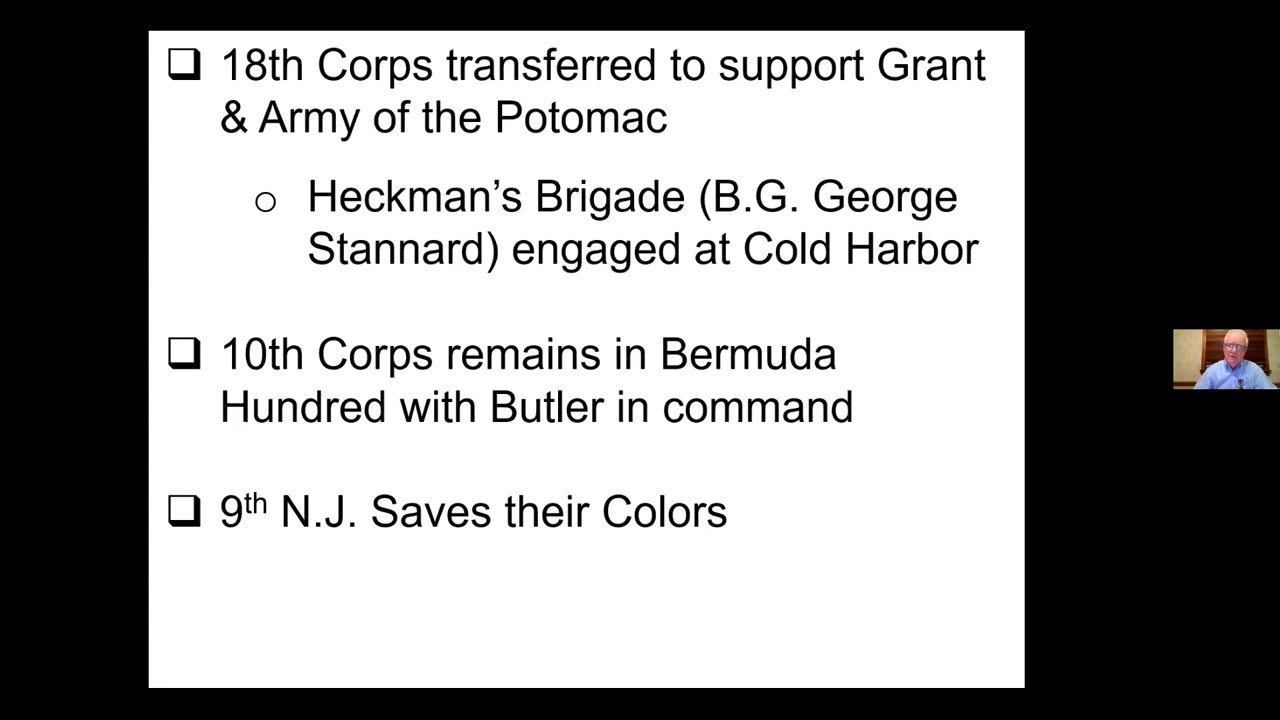 18th Corps transferred to support Grant
& Army of the Potomac
Heckman’s Brigade (B.G. George
Stannard) engaged at Cold Harbor
10th Corps remains in Bermuda
Hundred with Butler in command
9th N.J. Saves their Colors